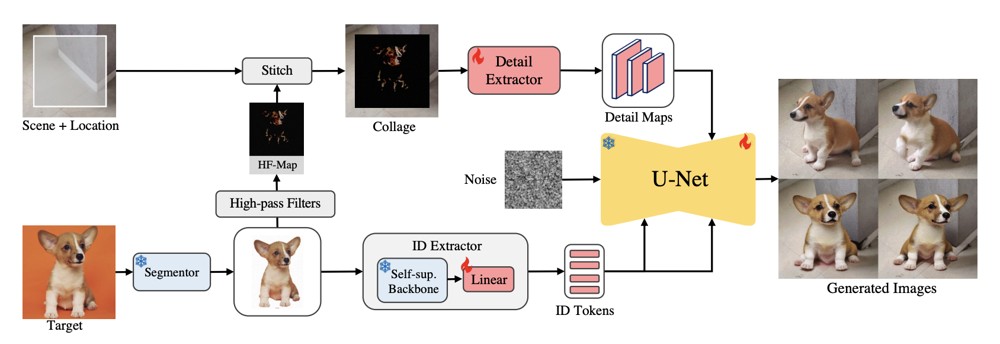 Scene + Location
Stitch
Collage
Detail
Extractor
Detail Maps
HF-Map
High-pass Filters
Noise
U-Net
Generated Images
Target
Segmentor
ID Extractor
Self-sup.
Backbone
Linear
ID Tokens